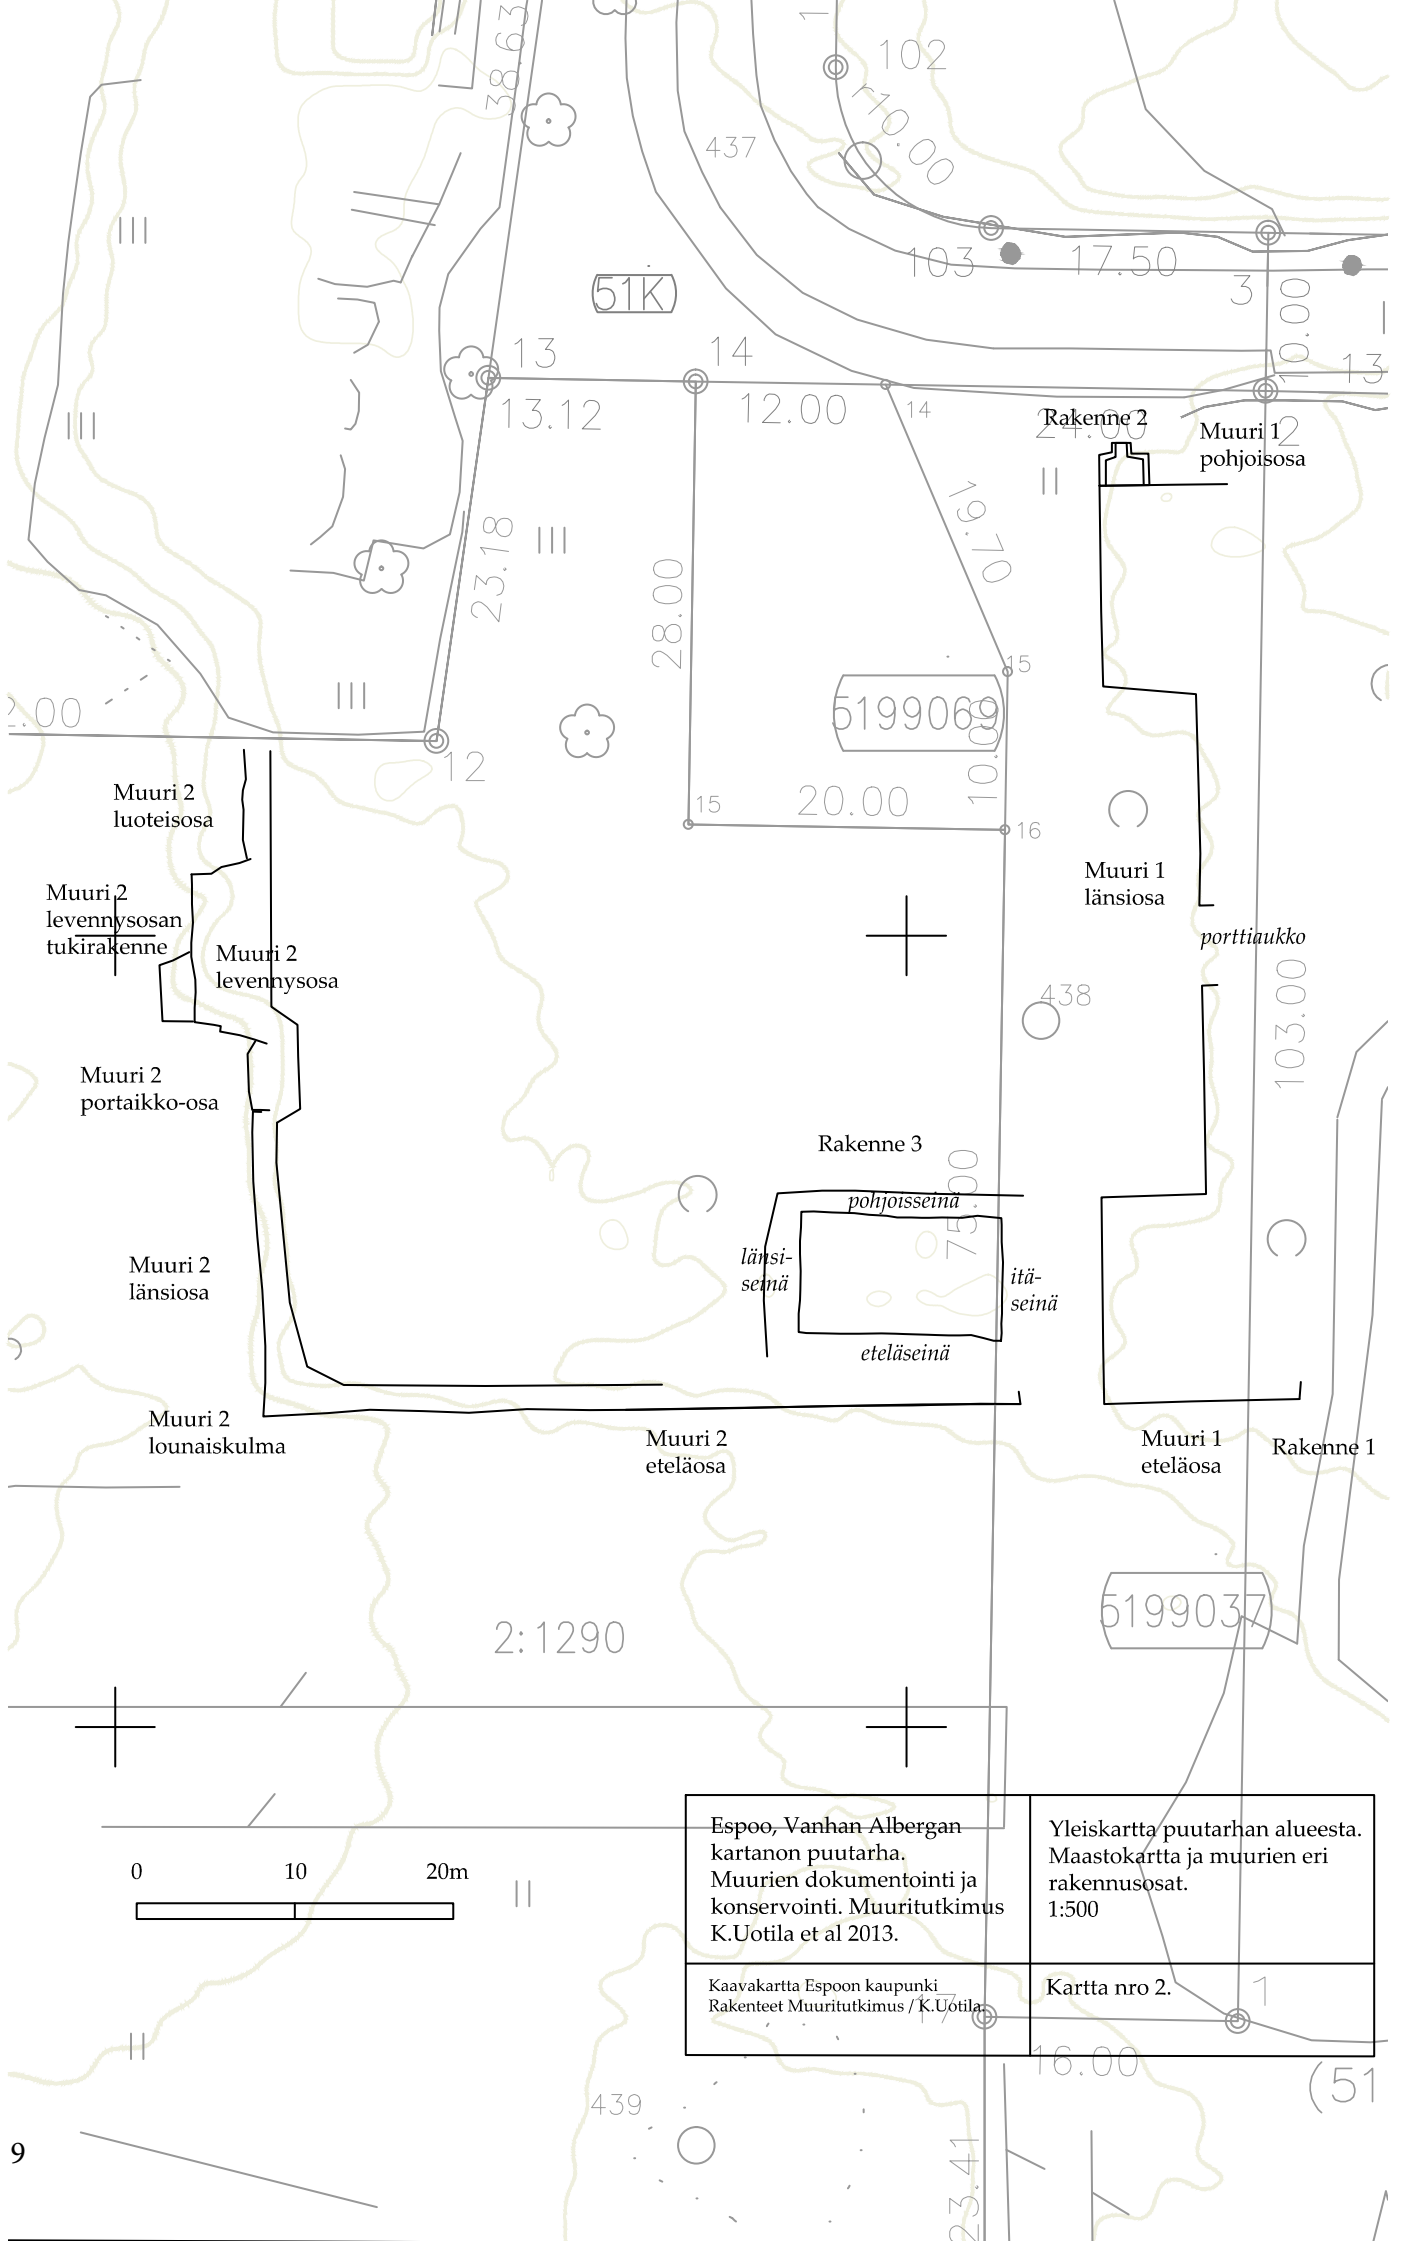 38.63
102
r10.00
437
III
103
17.50
3
51K
10.00
13
14
13.12
12.00
14
13
Rakenne 2
24.00
2
Muuri 1
pohjoisosa
III
II
19.70
23.18
III
28.00
15
III
2.00
5199069
10.00
12
Muuri 2
luoteisosa
15
20.00
16
Muuri 1
länsiosa
Muuri 2
levennysosan
tukirakenne
Muuri 2
levennysosa
porttiaukko
438
103.00
Muuri 2
portaikko-osa
Rakenne 3
75.00
pohjoisseinä
länsi-
seinä
itä-
seinä
Muuri 2
länsiosa
eteläseinä
Muuri 2
lounaiskulma
Muuri 2
eteläosa
Muuri 1
eteläosa
Rakenne 1
5199037
2:1290
Espoo, Vanhan Albergan
kartanon puutarha.
Muurien dokumentointi ja
konservointi. Muuritutkimus
K.Uotila et al 2013.
Yleiskartta puutarhan alueesta.
Maastokartta ja muurien eri
rakennusosat.
1:500
0 10 20m
II
Kaavakartta Espoon kaupunki
Rakenteet Muuritutkimus / K.Uotila.
Kartta nro 2.
17
1
II
16.00
(51
439
9
23.41